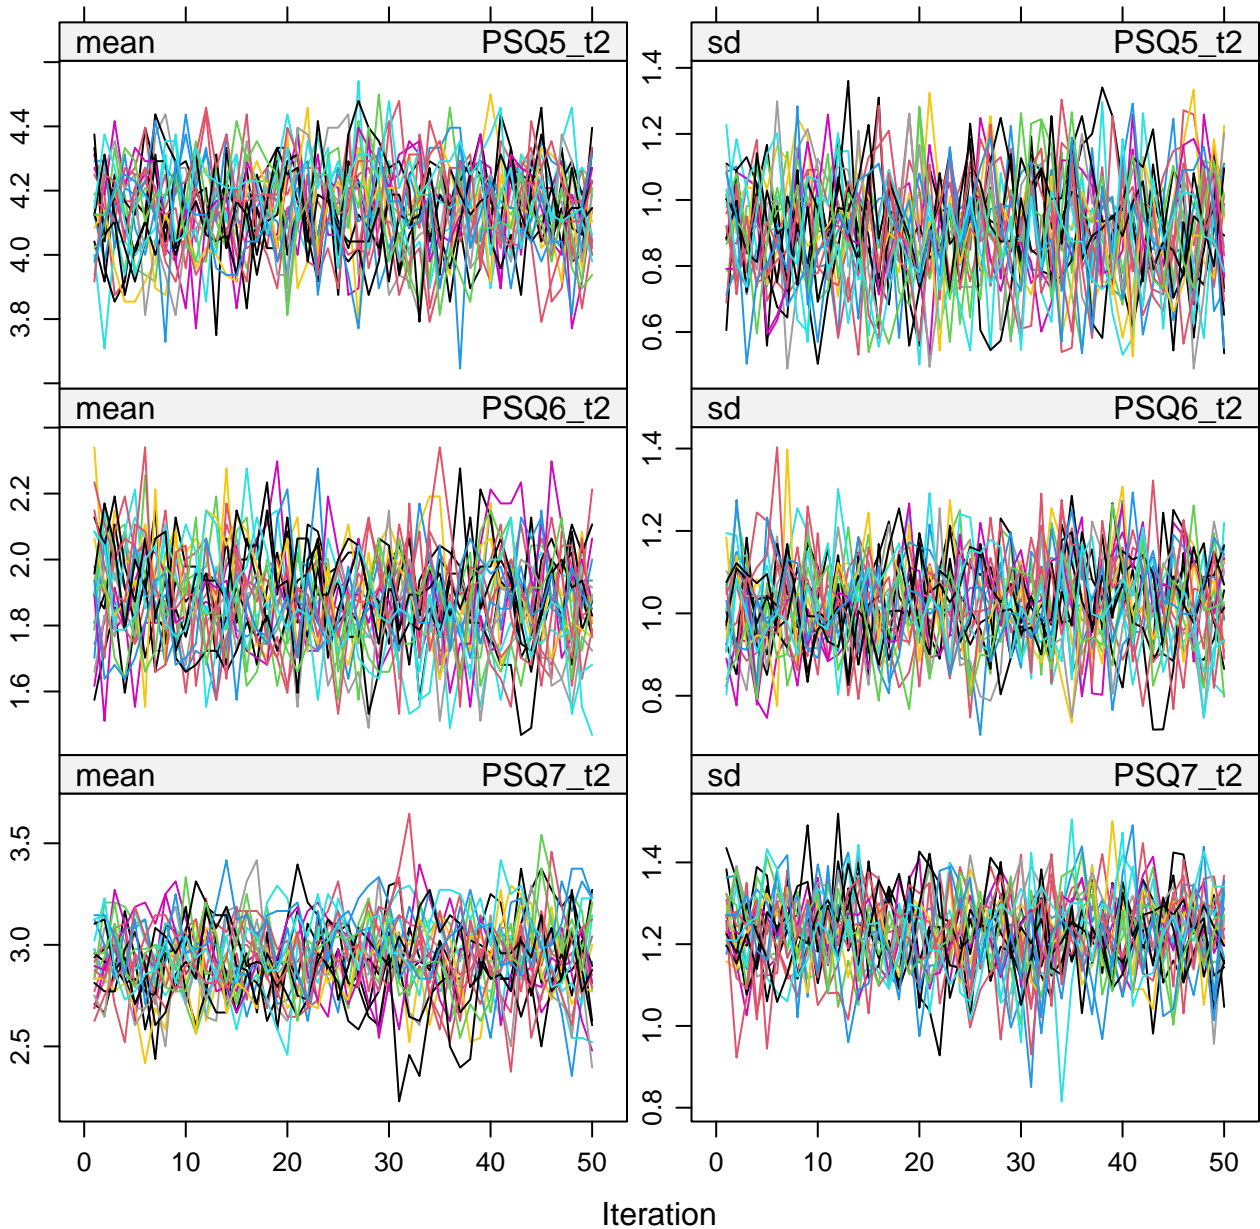 mean PSQ5_t2
sd PSQ5_t2
3.8 4.0 4.2 4.4
0.6 0.8 1.0 1.2 1.4
mean PSQ6_t2
sd PSQ6_t2
1.6 1.8 2.0 2.2
0.8 1.0 1.2 1.4
mean PSQ7_t2
sd PSQ7_t2
2.5 3.0 3.5
0.8 1.0 1.2 1.4
0 10 20 30 40 50
0 10 20 30 40 50
Iteration